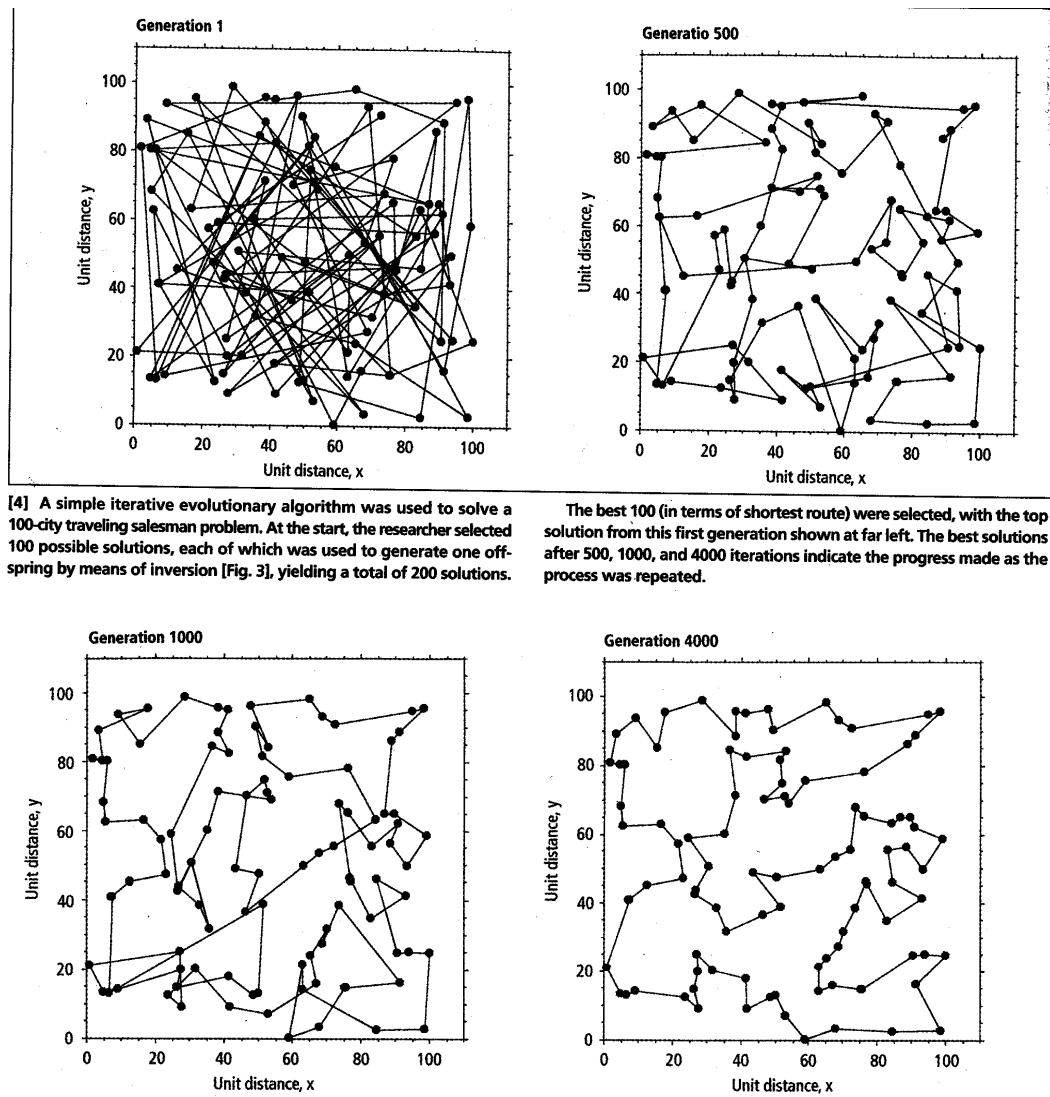 Generation 1
100
80
60
40
20
0
0 20 40 60 80 100
Unit distance, x
Unit distance, y
Generatio 500
100
80
60
40
20
0
0 20 40 60 80 100
Unit distance, x
Unit distance, y
[4] A simple iterative evolutionary algorithm was used to solve a
100-city traveling salesman problem. At the start, the researcher selected
100 possible solutions, each of which was used to generate one off-
spring by means of inversion [Fig. 3], yielding a total of 200 solutions.
The best 100 (in terms of shortest route) were selected, with the top
solution from this first generation shown at far left. The best solutions
after 500, 1000, and 4000 iterations indicate the progress made as the
process was repeated.
Generation 1000
100
80
60
40
20
0
0 20 40 60 80 100
Unit distance, x
Unit distance, y
Generation 4000
100
80
60
40
20
0
0 20 40 60 80 100
Unit distance, x
Unit distance, y